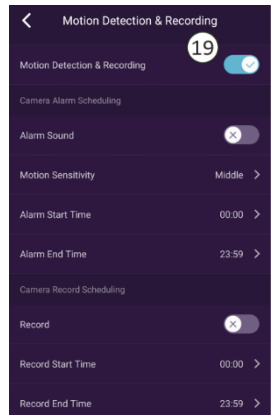 Motion Detection & Recording
19
Motion Detection & Recording
Camera Alarm Scheduling
Alarm Sound
Motion Sensitivity Middle
Alarm Start Time 00:00
Alarm End Time 23:59
Camera Record Scheduling
Record
Record Start Time 00:00
Record End Time 23:59